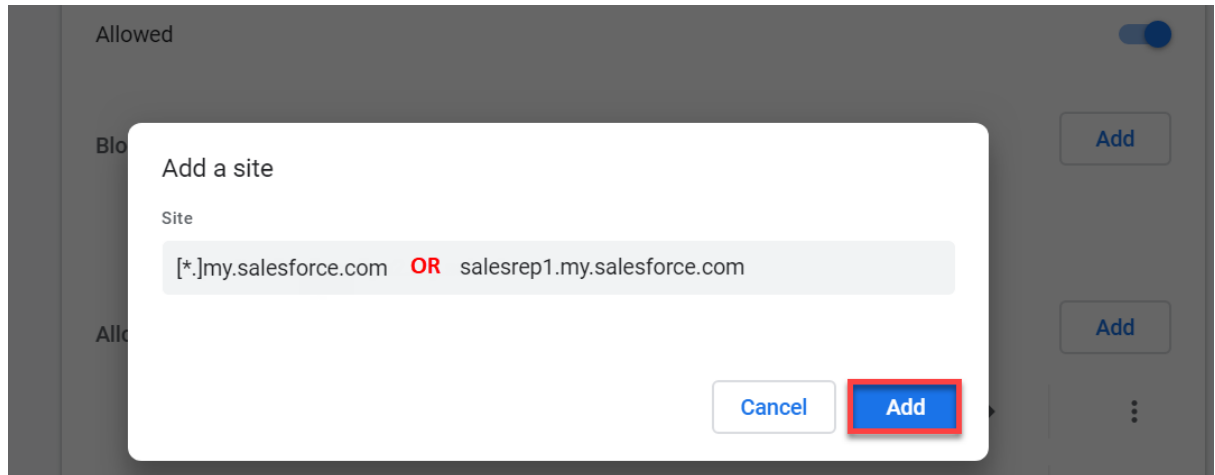 Allowed
Blo
Add
Add a site
Site
[*.]my.salesforce.com OR salesrep1.my.salesforce.com
Allo
Add
Cancel
Add